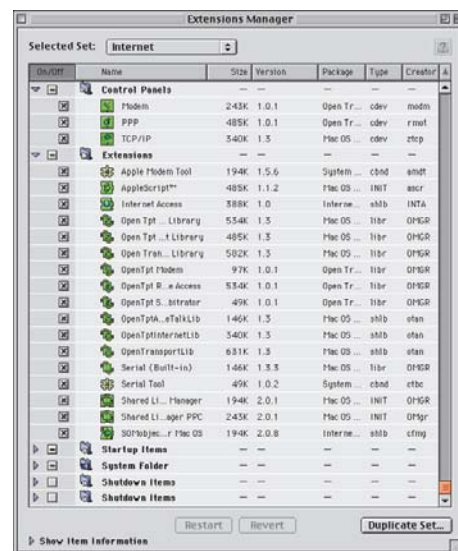 Extensions Manager
Selected Set: Internet
On/Off Name Size Version Package Type Creator
Control Panels — — — — —
Modem 243K 1.0.1 Open Tr... cdev modm
PPP 485K 1.0.1 Open Tr... cdev rmot
TCP/IP 340K 1.3 Mac OS ... cdev ztcp
Extensions — — — — —
Apple Modem Tool 194K 1.5.6 System ... cbnd amdt
AppleScript™ 485K 1.1.2 Mac OS ... INIT ascr
Internet Access 388K 1.0 Interne... shlb INTA
Open Tpt ... Library 534K 1.3 Mac OS ... libr OMGR
Open Tpt ...t Library 485K 1.3 Mac OS ... libr OMGR
Open Tran... Library 582K 1.3 Mac OS ... libr OMGR
OpenTpt Modem 97K 1.0.1 Open Tr... libr OMGR
OpenTpt R...e Access 534K 1.0.1 Open Tr... libr OMGR
OpenTpt S...bitrator 49K 1.0.1 Open Tr... libr OMGR
OpenTptA...eTalkLib 146K 1.3 Mac OS ... shlb otan
OpenTptInternetLib 340K 1.3 Mac OS ... shlb otan
OpenTransportLib 631K 1.3 Mac OS ... shlb otan
Serial (Built-in) 146K 1.3.3 Mac OS ... libr OMGR
Serial Tool 49K 1.0.2 System ... cbnd ctbc
Shared Li... Manager 194K 2.0.1 Mac OS ... INIT OMGR
Shared Li...ager PPC 243K 2.0.1 Mac OS ... INIT OMgr
SOMobjec...r Mac OS 194K 2.0.8 Interne... shlb cfmg
Startup Items — — — — —
System Folder — — — — —
Shutdown Items — — — — —
Shutdown Items — — — — —
Restart Revert Duplicate Set...
Show Item Information